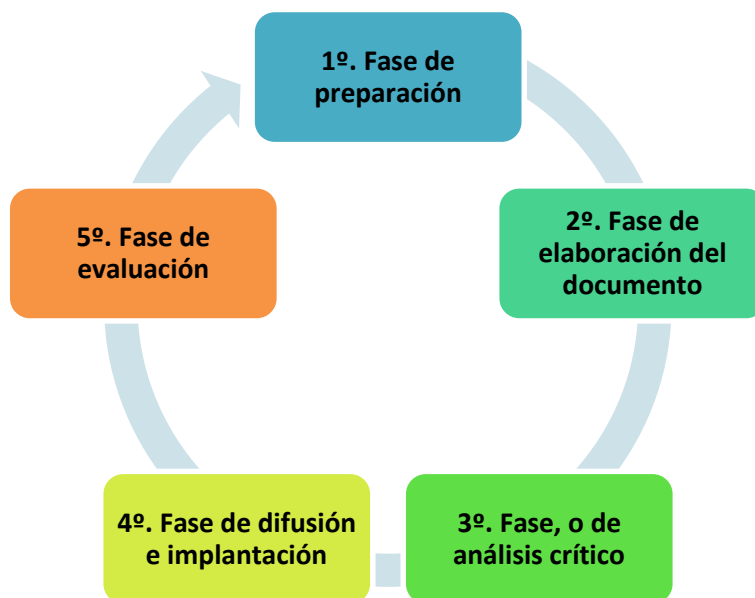 1º. Fase de
preparación
2º. Fase de
elaboración del
documento
3º. Fase, o de
análisis crítico
4º. Fase de difusión
e implantación
5º. Fase de
evaluación